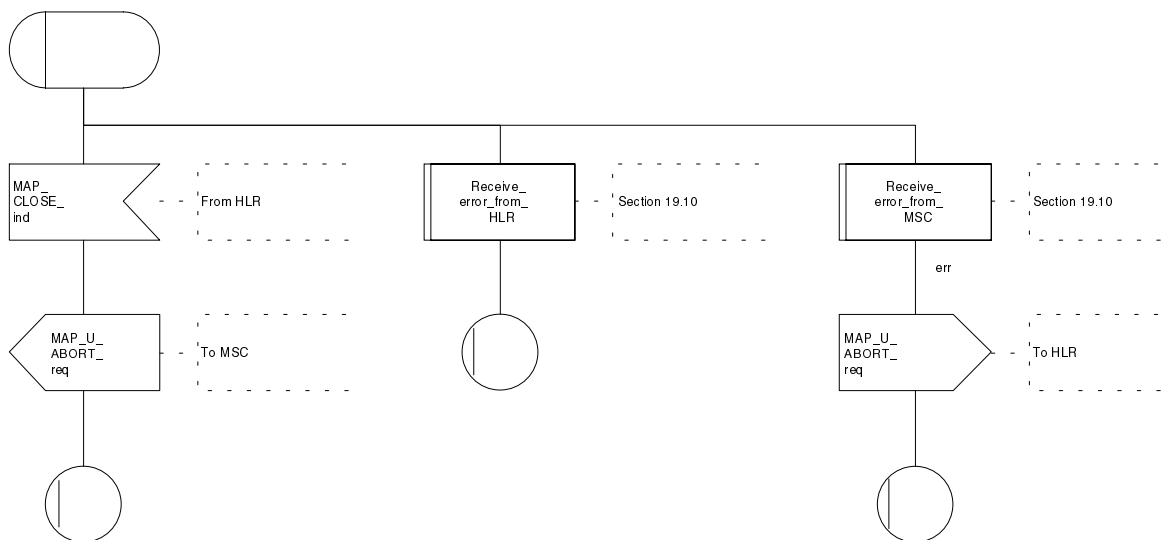 MAP_
CLOSE_
ind
From HLR
Receive_
error_from_
HLR
Section 19.10
Receive_
error_from_
MSC
Section 19.10
err
MAP_U_
ABORT_
req
To MSC
MAP_U_
ABORT_
req
To HLR